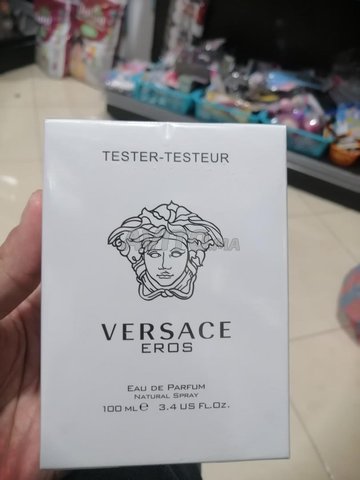 TESTER-TESTEUR
VERSACE
EROS
EAU DE PARFUM
NATURAL SPRAY
100 ML℮ 3.4 US FL.OZ.